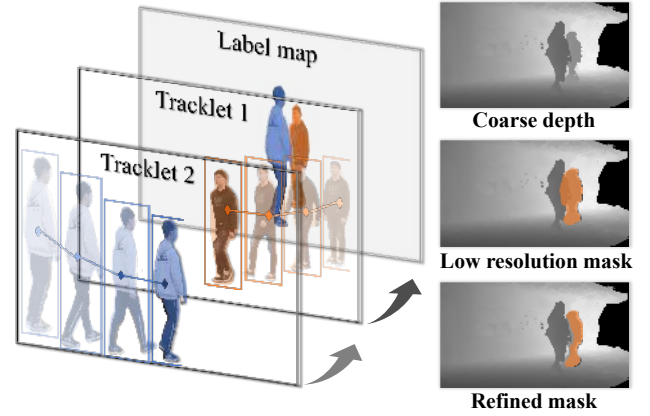 Label map
Tracklet 1
Tracklet 2
Coarse depth
Low resolution mask
Refined mask